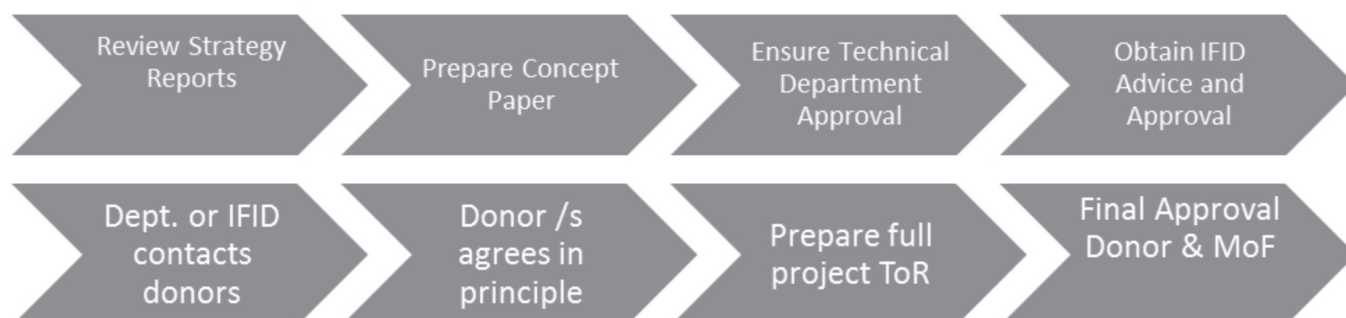 Review Strategy
Reports
Prepare Concept
Paper
Ensure Technical
Department
Approval
Obtain IFID
Advice and
Approval
Dept. or IFID
contacts
donors
Donor /s
agrees in
principle
Prepare full
project ToR
Final Approval
Donor & MoF